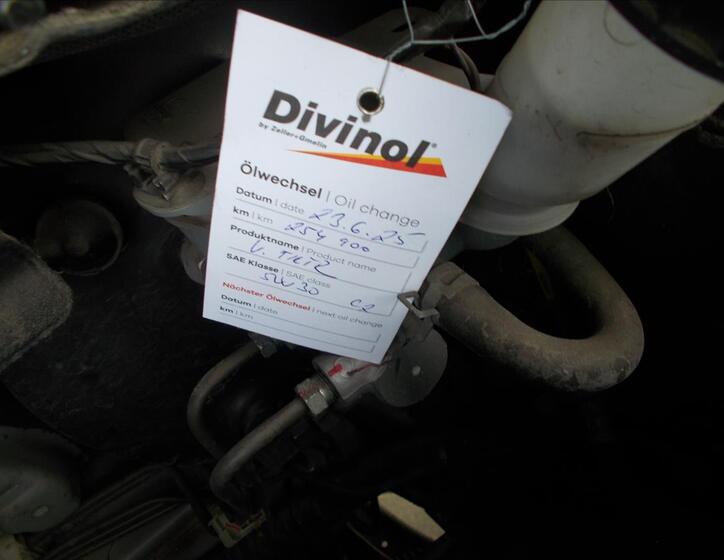 Divinol®
by Zeller+Gmelin
Ölwechsel | Oil change
Datum | date 23.6.25
km | km 254 900
Produktname | Product name
SAE Klasse | SAE class
5W30 C2
Nächster Ölwechsel | next oil change
Datum | date
km | km